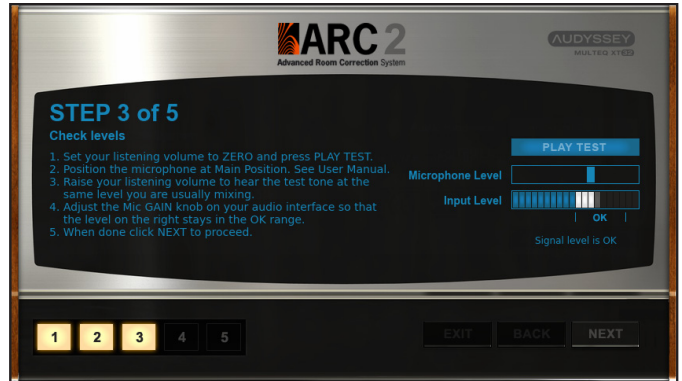 ARC 2
Advanced Room Correction System
AUDYSSEY
MULTEQ XT32
STEP 3 of 5
Check levels
1. Set your listening volume to ZERO and press PLAY TEST.
2. Position the microphone at Main Position. See User Manual.
3. Raise your listening volume to hear the test tone at the
same level you are usually mixing.
4. Adjust the Mic GAIN knob on your audio interface so that
the level on the right stays in the OK range.
5. When done click NEXT to proceed.
PLAY TEST
Microphone Level
Input Level
OK
Signal level is OK
1 2 3 4 5
EXIT BACK NEXT